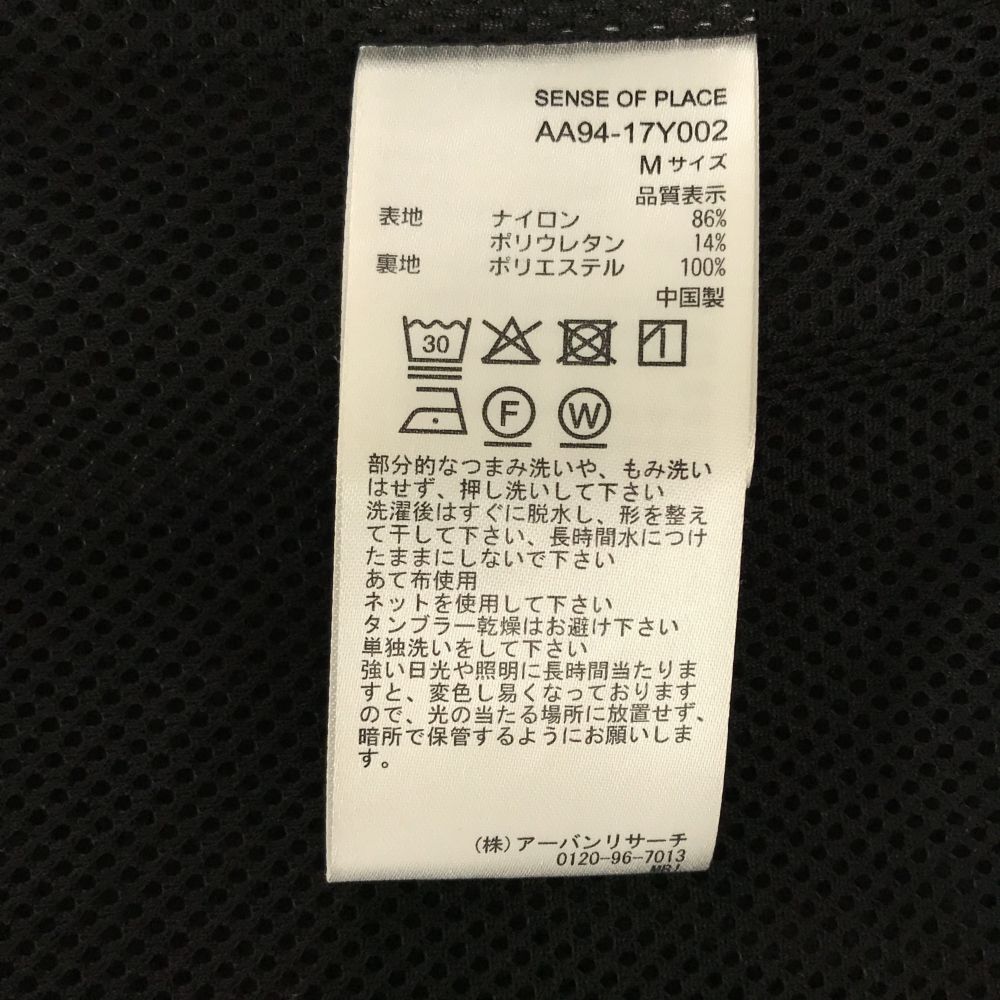 SENSE OF PLACE
AA94-17Y002
Mサイズ
品質表示
表地 ナイロン 86%
ポリウレタン 14%
裏地 ポリエステル 100%
中国製
30
F W
部分的なつまみ洗いや、もみ洗い
はせず、押し洗いして下さい
洗濯後はすぐに脱水し、形を整え
て干して下さい、長時間水につけ
たままにしないで下さい
あて布使用
ネットを使用して下さい
タンブラー乾燥はお避け下さい
単独洗いをして下さい
強い日光や照明に長時間当たりま
すと、変色し易くなっております
ので、光の当たる場所に放置せず、
暗所で保管するようにお願いしま
す。
(株)アーバンリサーチ
0120-96-7013